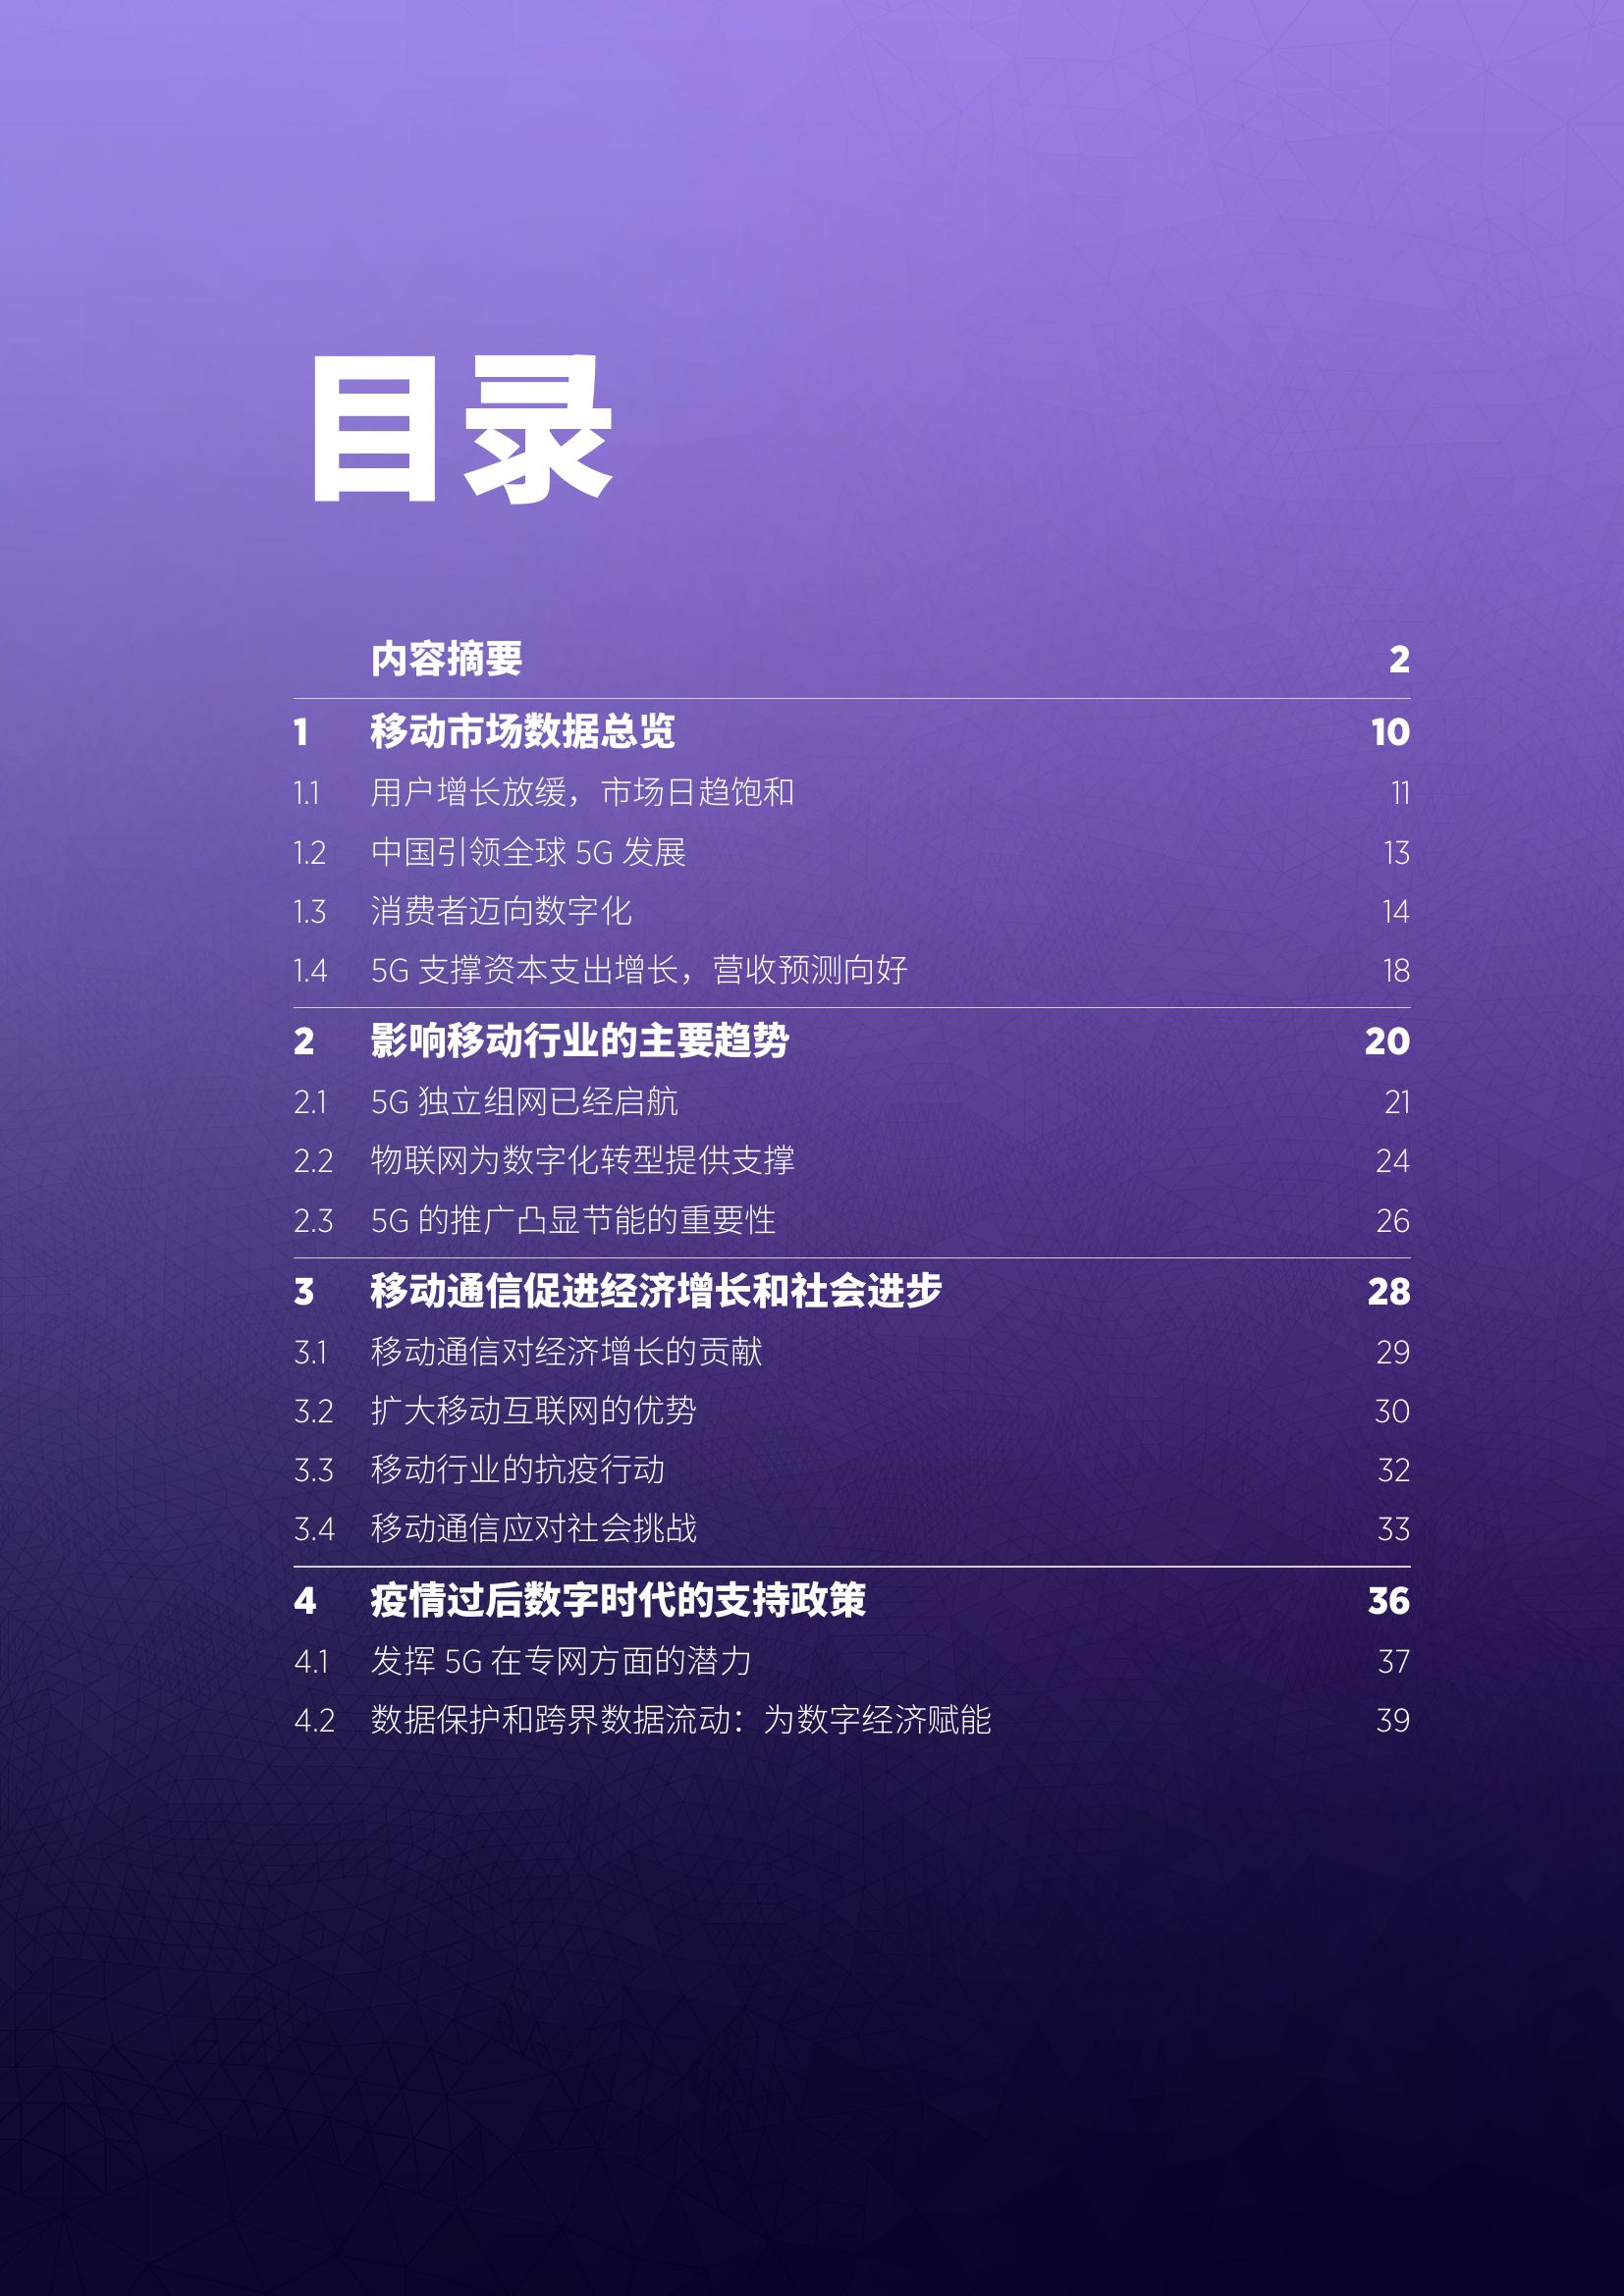 目录
内容摘要 2
1 移动市场数据总览 10
1.1 用户增长放缓，市场日趋饱和 11
1.2 中国引领全球 5G 发展 13
1.3 消费者迈向数字化 14
1.4 5G 支撑资本支出增长，营收预测向好 18
2 影响移动行业的主要趋势 20
2.1 5G 独立组网已经启航 21
2.2 物联网为数字化转型提供支撑 24
2.3 5G 的推广凸显节能的重要性 26
3 移动通信促进经济增长和社会进步 28
3.1 移动通信对经济增长的贡献 29
3.2 扩大移动互联网的优势 30
3.3 移动行业的抗疫行动 32
3.4 移动通信应对社会挑战 33
4 疫情过后数字时代的支持政策 36
4.1 发挥 5G 在专网方面的潜力 37
4.2 数据保护和跨界数据流动：为数字经济赋能 39